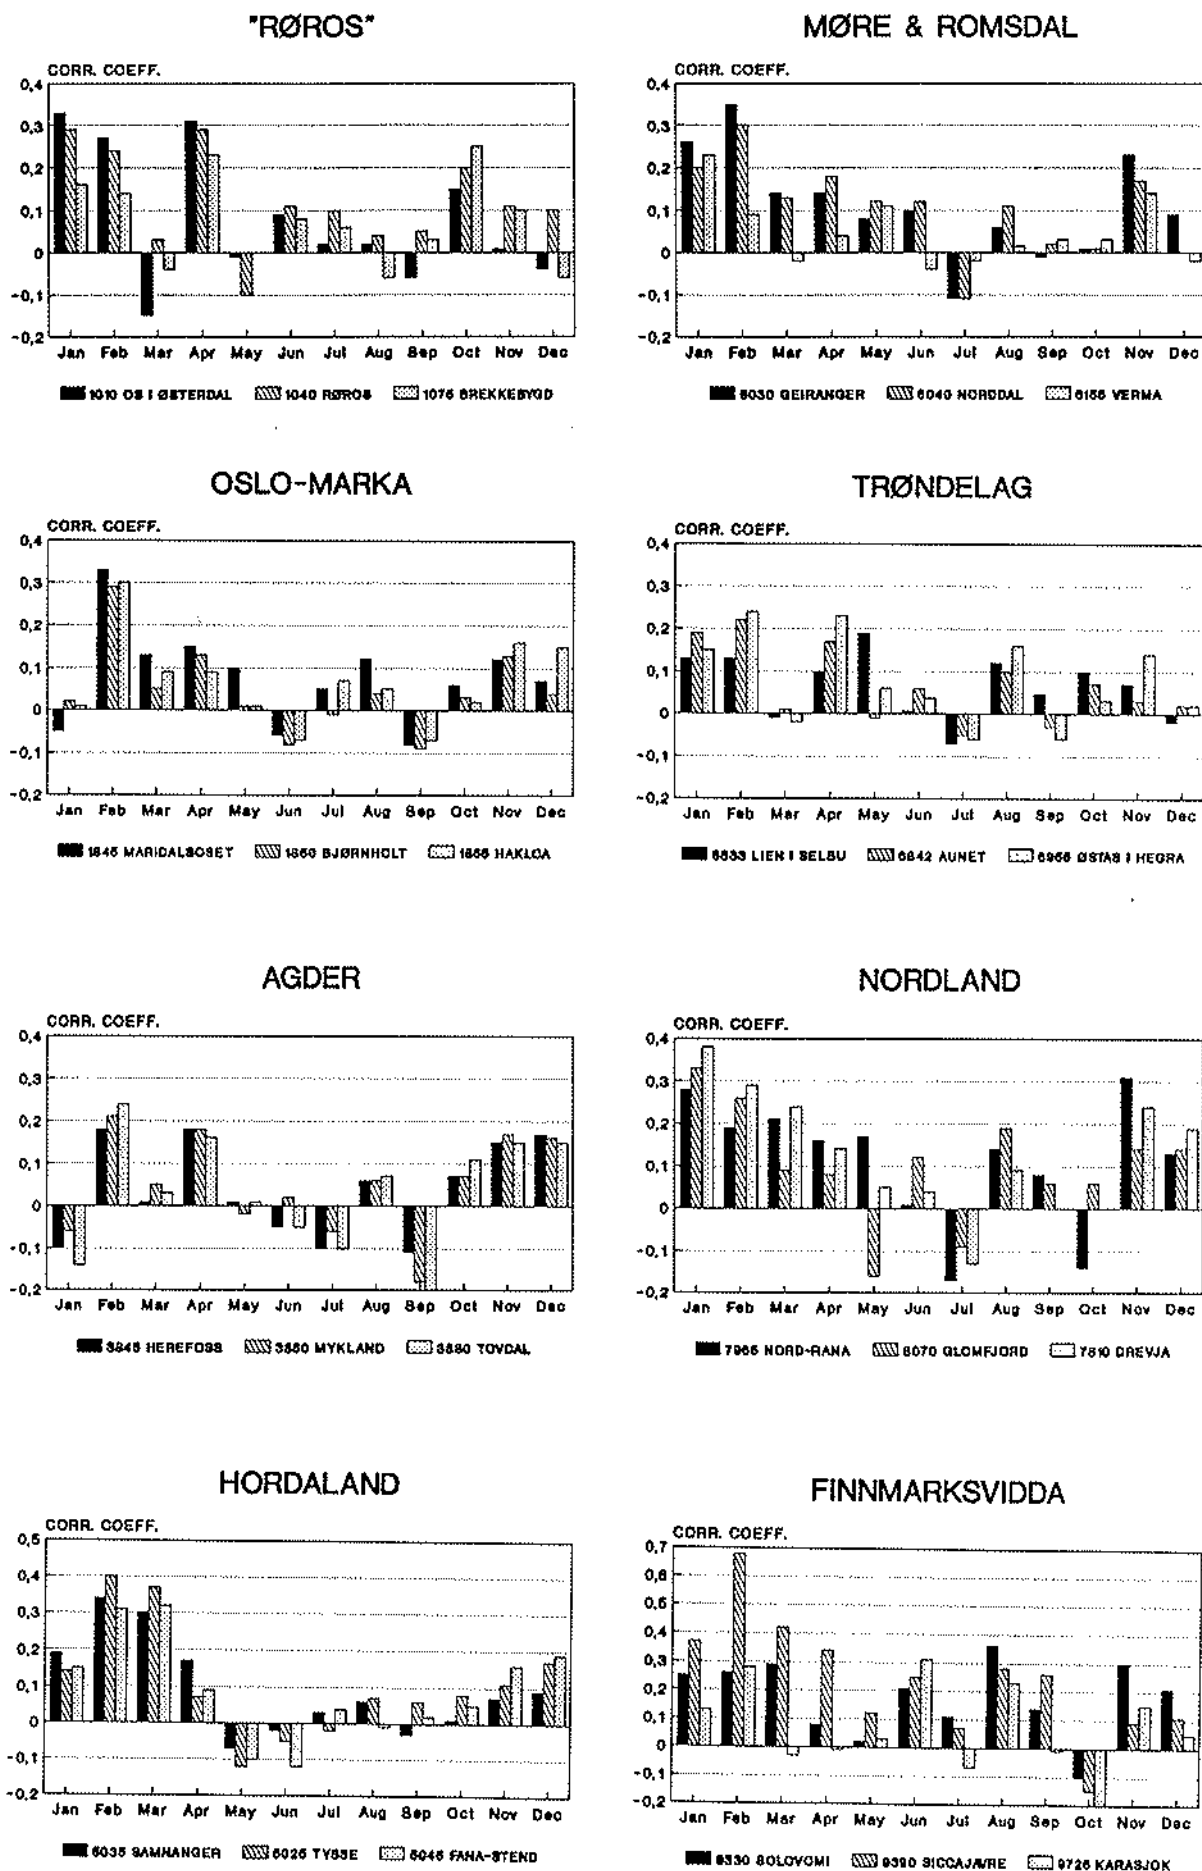 "RØROS"
CORR. COEFF.
0,4
0,3
0,2
0,1
0
-0,1
-0,2
Jan Feb Mar Apr May Jun Jul Aug Sep Oct Nov Dec
1010 OS I ØSTERDAL 1040 RØROS 1075 BREKKEBYGD
MØRE & ROMSDAL
CORR. COEFF.
0,4
0,3
0,2
0,1
0
-0,1
-0,2
Jan Feb Mar Apr May Jun Jul Aug Sep Oct Nov Dec
6030 GEIRANGER 6040 NORDDAL VERMA
OSLO-MARKA
CORR. COEFF.
0,4
0,3
0,2
0,1
0
-0,1
-0,2
Jan Feb Mar Apr May Jun Jul Aug Sep Oct Nov Dec
1845 MARIDALSOSET 1850 BJØRNHOLT 1855 HAKLOA
TRØNDELAG
CORR. COEFF.
0,4
0,3
0,2
0,1
0
-0,1
-0,2
Jan Feb Mar Apr May Jun Jul Aug Sep Oct Nov Dec
LIEN I SELBU 6842 AUNET ØSTAS I HEGRA
AGDER
CORR. COEFF.
0,4
0,3
0,2
0,1
0
-0,1
-0,2
Jan Feb Mar Apr May Jun Jul Aug Sep Oct Nov Dec
HEREFOSS MYKLAND TOVDAL
NORDLAND
CORR. COEFF.
0,4
0,3
0,2
0,1
0
-0,1
-0,2
Jan Feb Mar Apr May Jun Jul Aug Sep Oct Nov Dec
NORD-RANA 8070 GLOMFJORD 7810 DREVJA
HORDALAND
CORR. COEFF.
0,5
0,4
0,3
0,2
0,1
0
-0,1
-0,2
Jan Feb Mar Apr May Jun Jul Aug Sep Oct Nov Dec
SAMNANGER TYSSE FANA-STEND
FINNMARKSVIDDA
CORR. COEFF.
0,7
0,6
0,5
0,4
0,3
0,2
0,1
0
-0,1
-0,2
Jan Feb Mar Apr May Jun Jul Aug Sep Oct Nov Dec
SOLOVOMI 9390 SICCAJAVRE 9725 KARASJOK